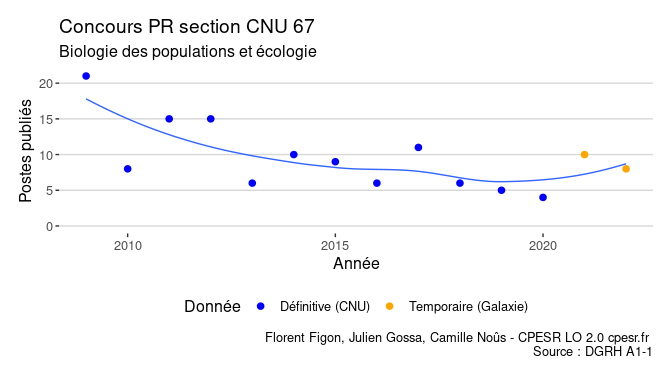 Concours PR section CNU 67
Biologie des populations et écologie
Postes publiés
20
15
10
5
0
2010 2015 2020
Année
Donnée Définitive (CNU) Temporaire (Galaxie)
Florent Figon, Julien Gossa, Camille Noûs - CPESR LO 2.0 cpesr.fr
Source : DGRH A1-1